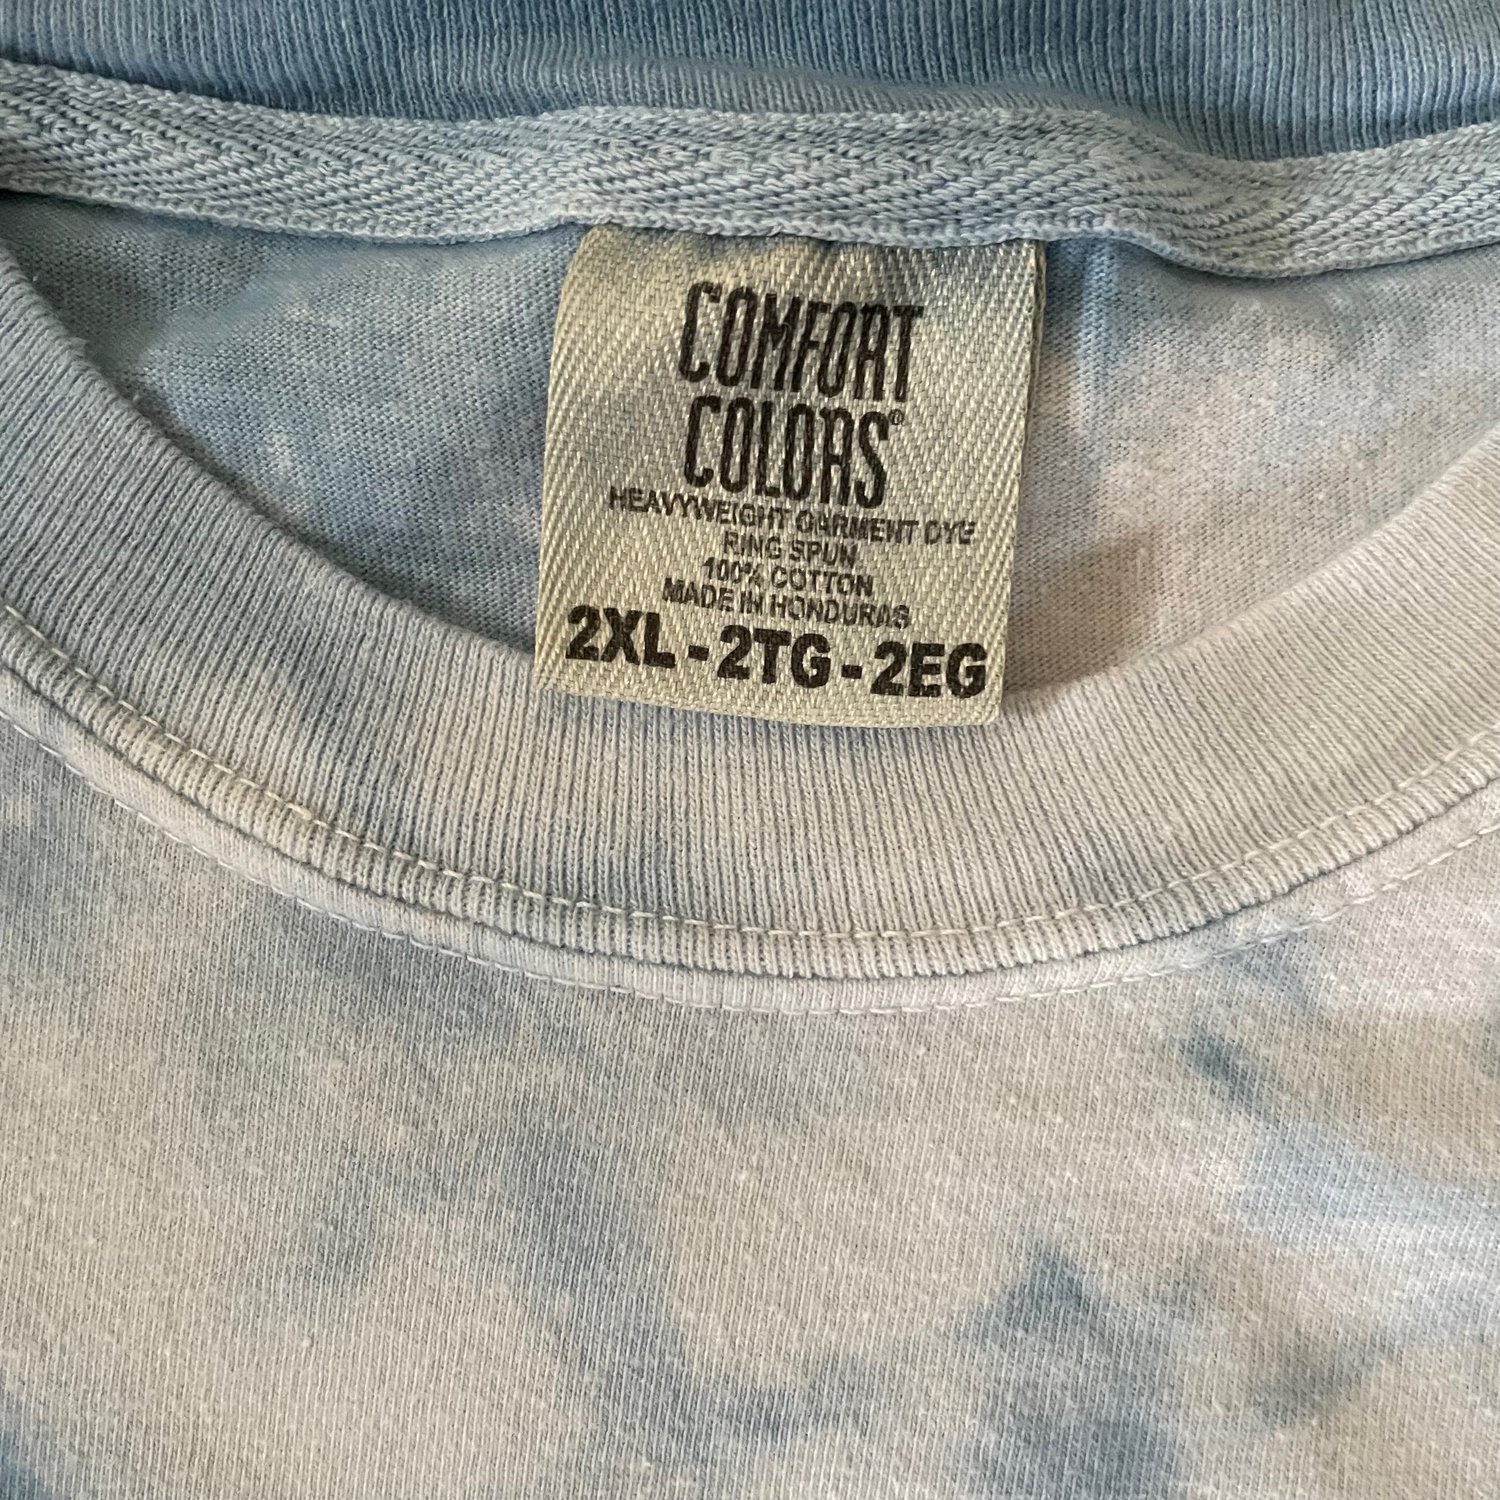 COMFORT
COLORS®
HEAVYWEIGHT GARMENT DYE
RING SPUN
100% COTTON
MADE IN HONDURAS
2XL - 2TG - 2EG